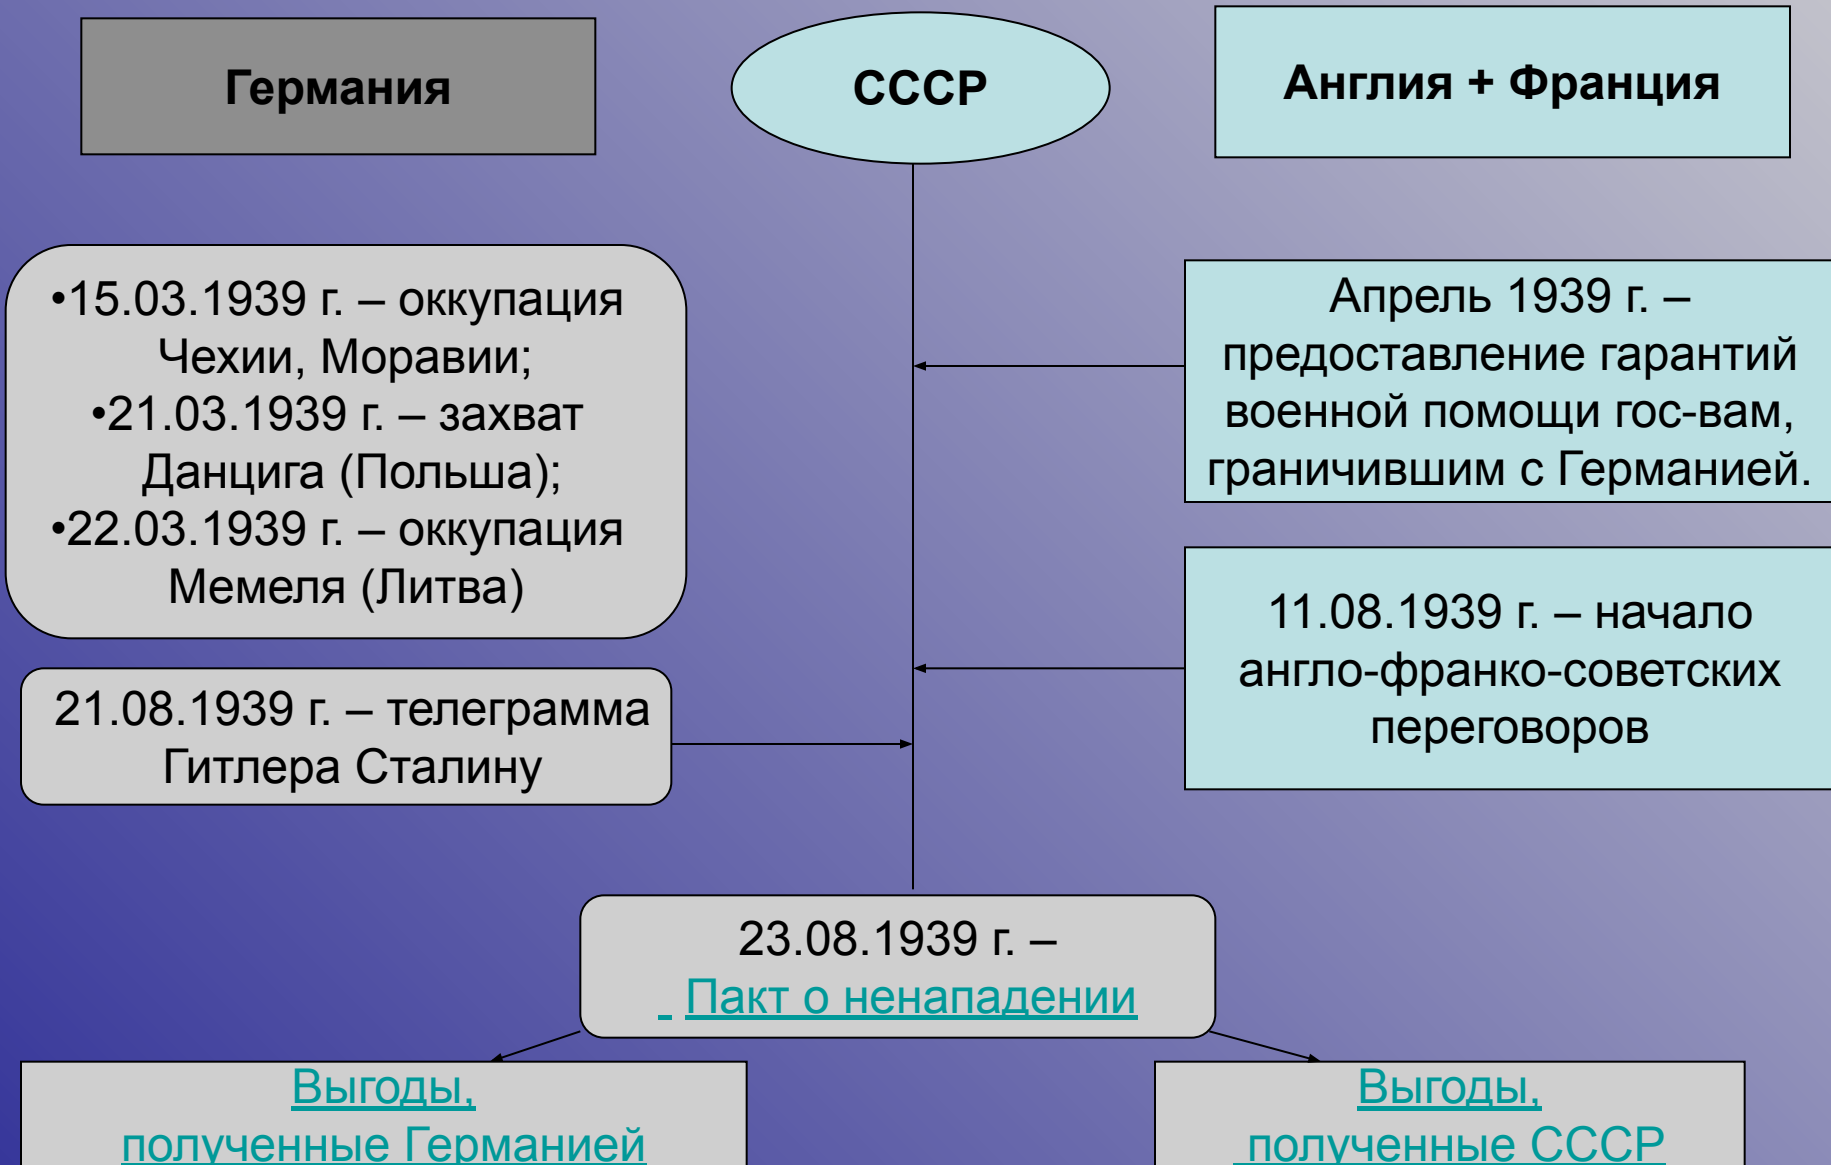 Германия
СССР
Англия + Франция
•15.03.1939 г. – оккупация
Чехии, Моравии;
•21.03.1939 г. – захват
Данцига (Польша);
•22.03.1939 г. – оккупация
Мемеля (Литва)
Апрель 1939 г. –
предоставление гарантий
военной помощи гос-вам,
граничившим с Германией.
11.08.1939 г. – начало
англо-франко-советских
переговоров
21.08.1939 г. – телеграмма
Гитлера Сталину
23.08.1939 г. –
Пакт о ненападении
Выгоды,
полученные Германией
Выгоды,
полученные СССР